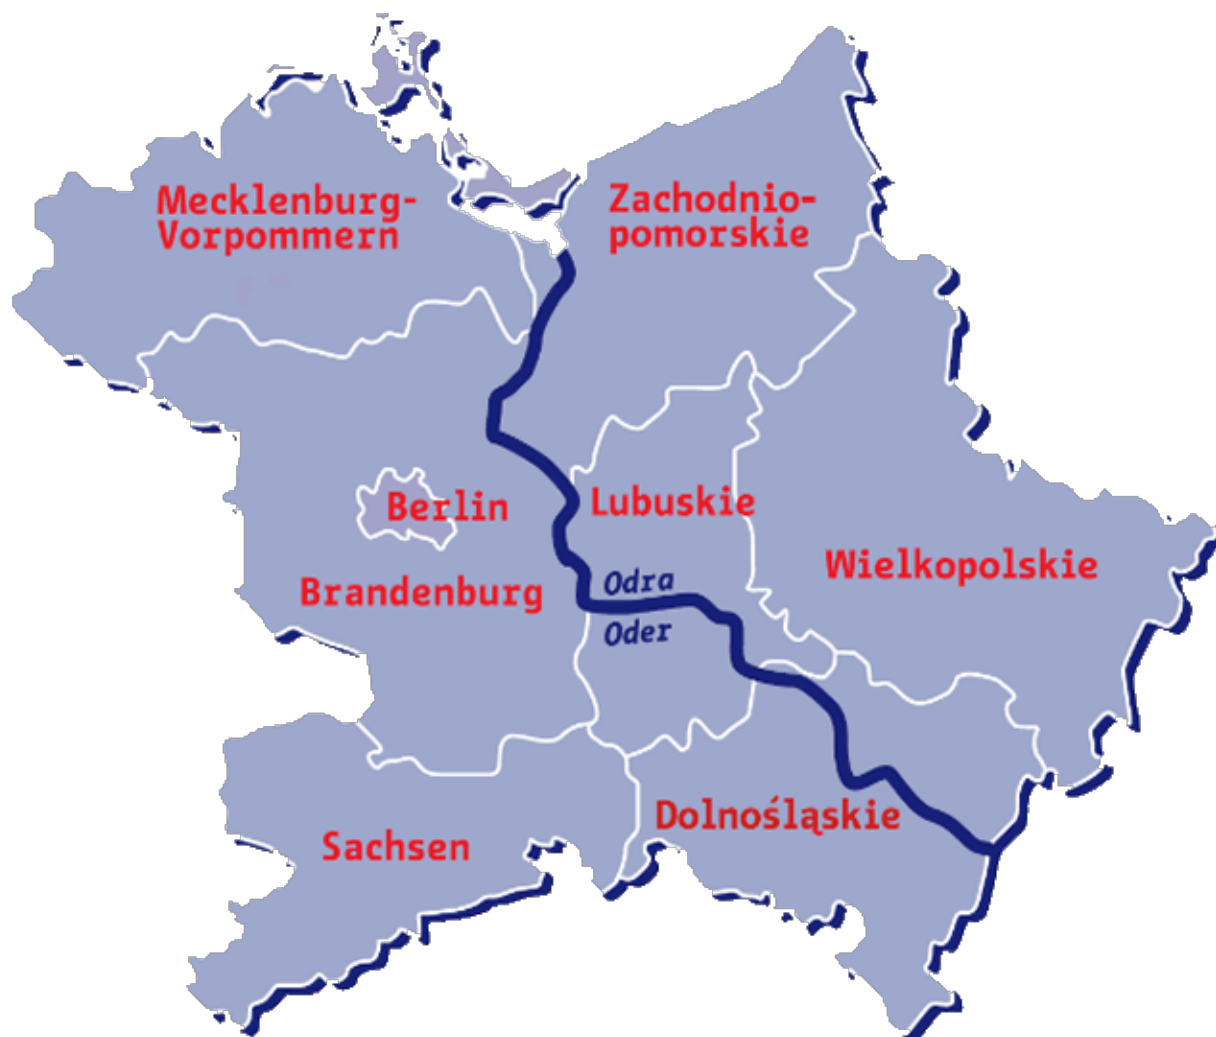 Mecklenburg-
Vorpommern
Zachodnio-
pomorskie
Berlin
Lubuskie
Wielkopolskie
Brandenburg
Odra
Oder
Dolnośląskie
Sachsen